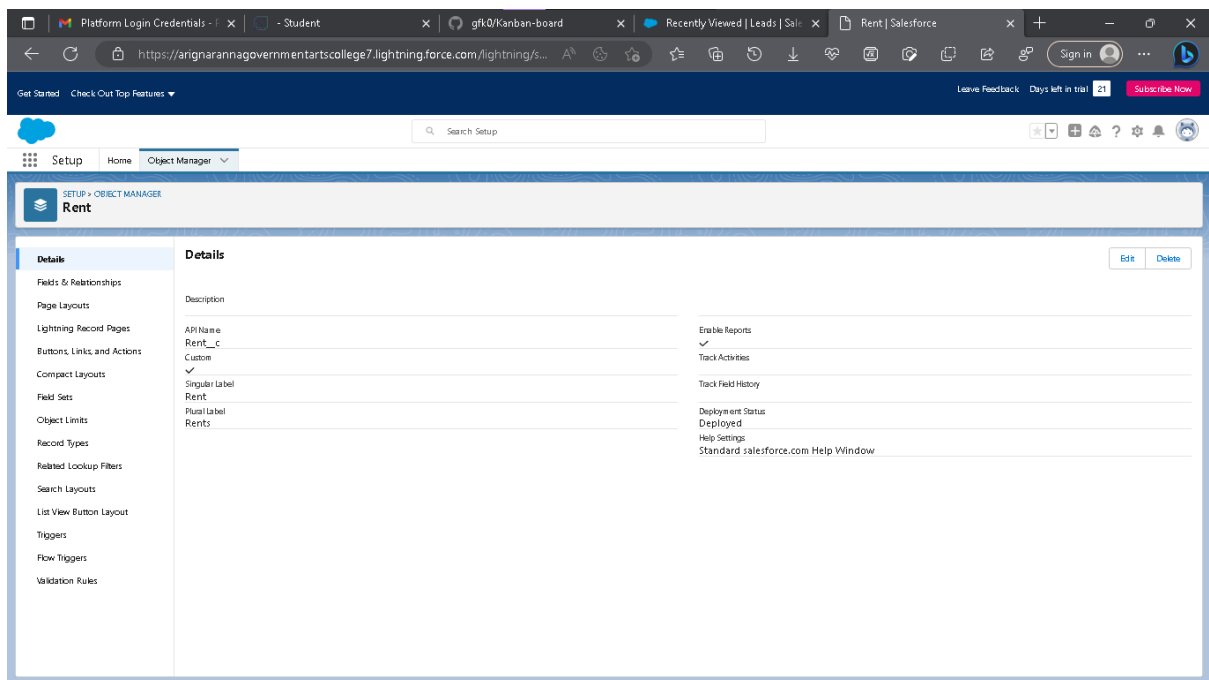 Platform Login Credentials - F
- Student
gfk0/Kanban-board
Recently Viewed | Leads | Sale
Rent | Salesforce
https://arignarannagovernmentartscollege7.lightning.force.com/lightning/s...
Sign in
Get Started Check Out Top Features
Leave Feedback Days left in trial 21 Subscribe Now
Search Setup
Setup Home Object Manager
SETUP > OBJECT MANAGER
Rent
Details
Fields & Relationships
Page Layouts
Lightning Record Pages
Buttons, Links, and Actions
Compact Layouts
Field Sets
Object Limits
Record Types
Related Lookup Filters
Search Layouts
List View Button Layout
Triggers
Flow Triggers
Validation Rules
Details
Edit Delete
Description
API Name
Rent__c
Custom
Singular Label
Rent
Plural Label
Rents
Enable Reports
Track Activities
Track Field History
Deployment Status
Deployed
Help Settings
Standard salesforce.com Help Window